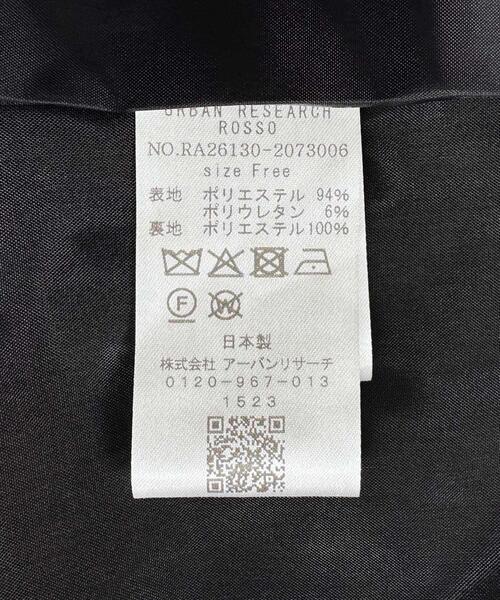 URBAN RESEARCH
ROSSO
NO.RA26130-2073006
size Free
表地 ポリエステル 94%
ポリウレタン 6%
裏地 ポリエステル100%
F W
日本製
株式会社 アーバンリサーチ
0120-967-013
1523